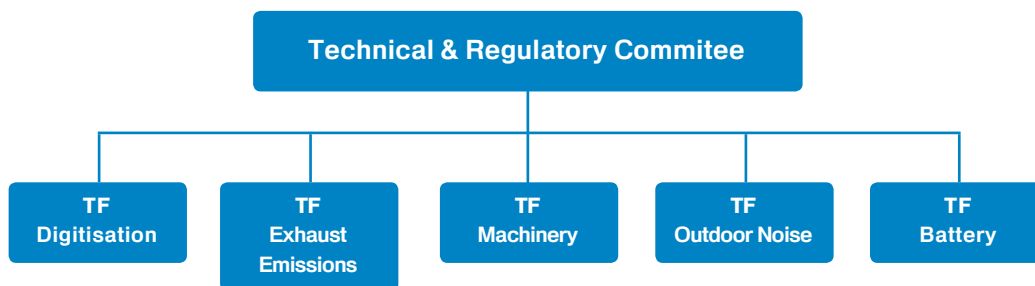 Technical & Regulatory Commitee
TF
Digitisation
TF
Exhaust
Emissions
TF
Machinery
TF
Outdoor Noise
TF
Battery